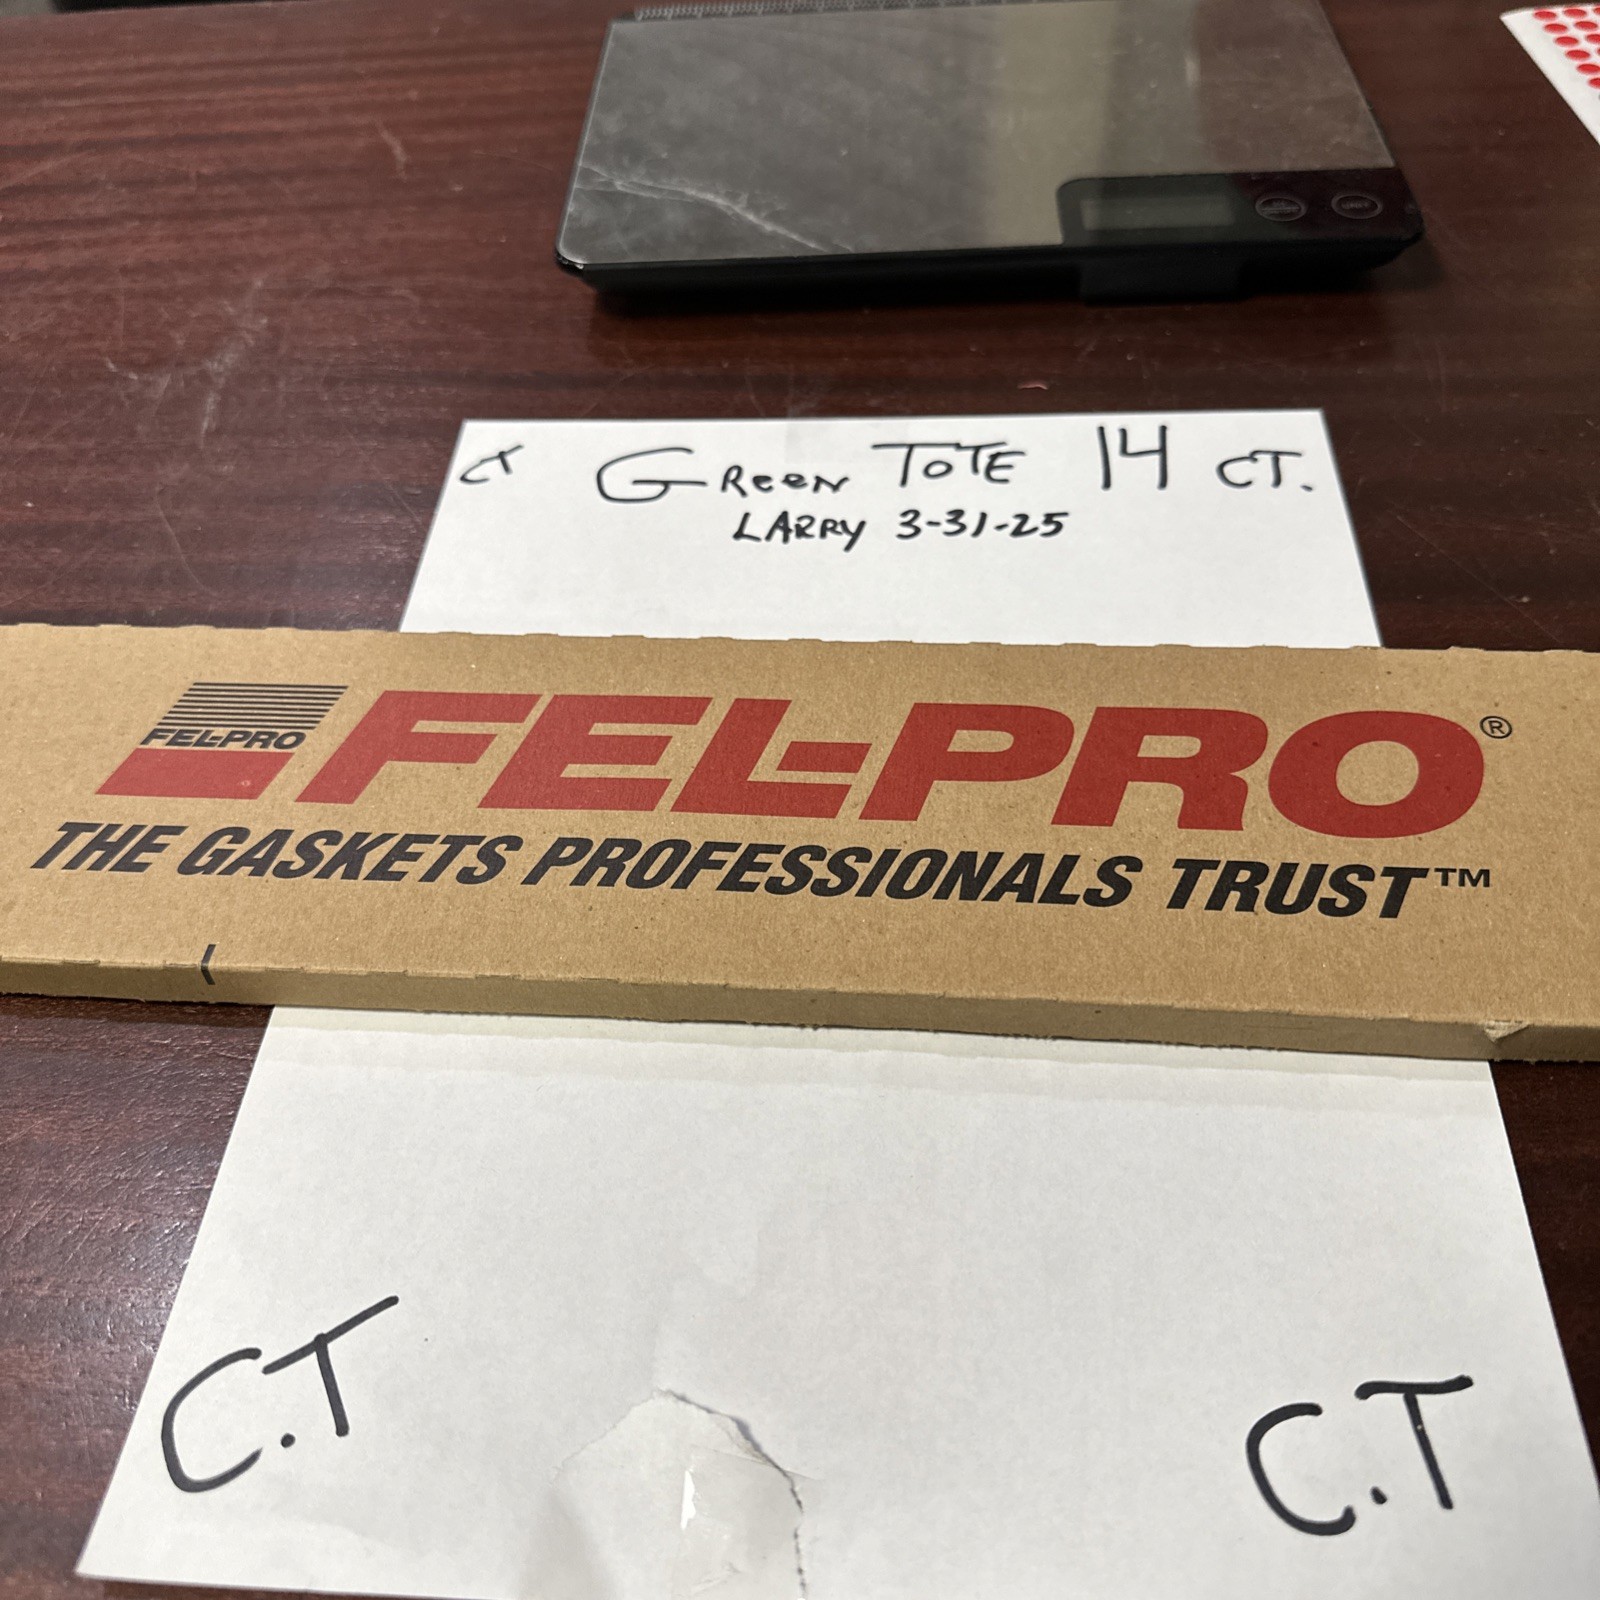 CT GREEN TOTE 14 CT.
LARRY 3-31-25
FEL-PRO FEL-PRO®
THE GASKETS PROFESSIONALS TRUST™
C.T C.T